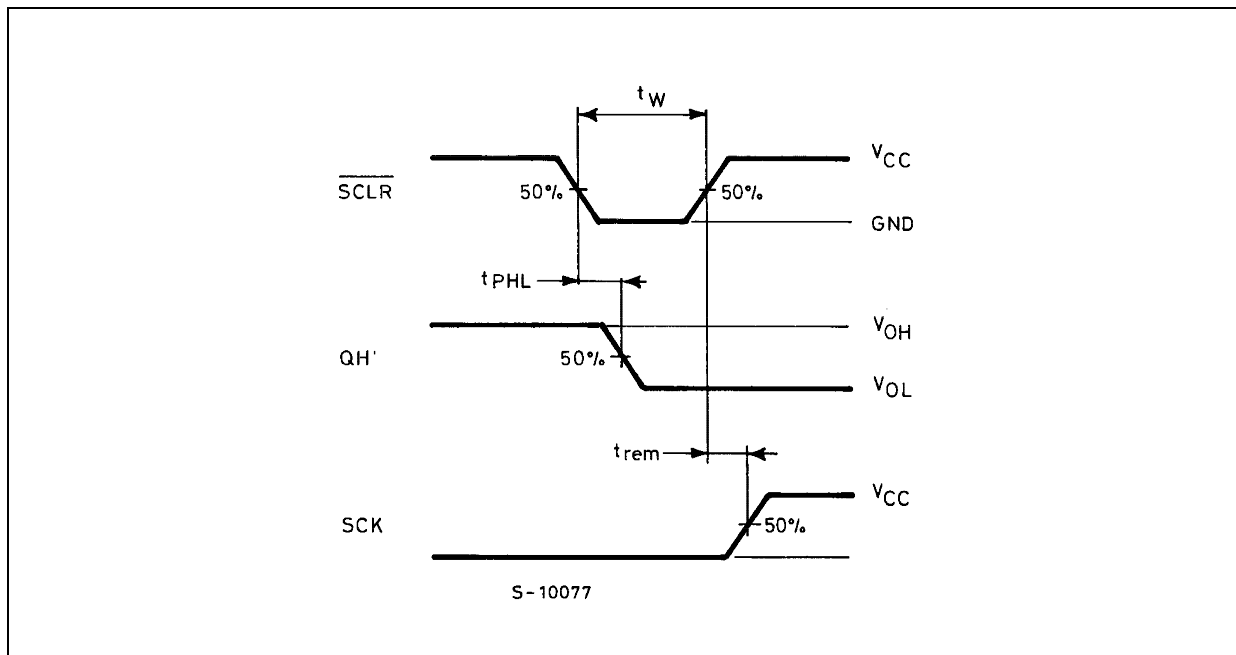 tW
VCC
SCLR
50%
50%
GND
tPHL
VOH
QH'
50%
VOL
trem
VCC
SCK
50%
S-10077